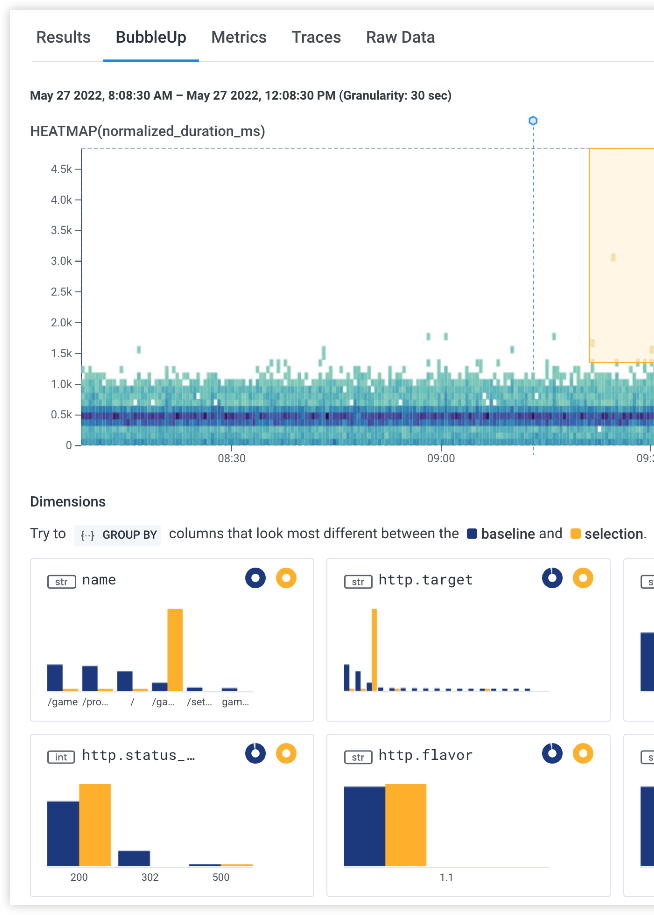 Results BubbleUp Metrics Traces Raw Data
May 27 2022, 8:08:30 AM – May 27 2022, 12:08:30 PM (Granularity: 30 sec)
HEATMAP(normalized_duration_ms)
4.5k
4.0k
3.5k
3.0k
2.5k
2.0k
1.5k
1.0k
0.5k
0
08:30 09:00 09:3
Dimensions
Try to {··} GROUP BY columns that look most different between the baseline and selection.
str name
/game /pro... / /ga... /set... gam...
str http.target
s
int http.status_…
200 302 500
str http.flavor
1.1
s